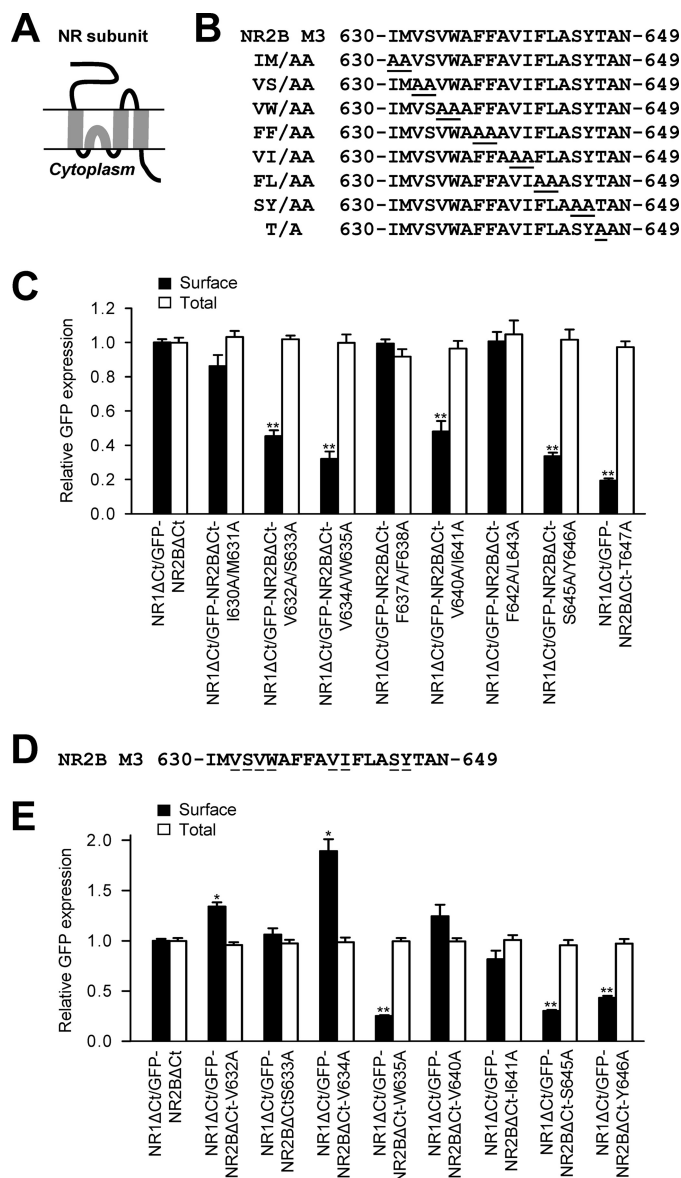 A
NR subunit
Cytoplasm
B
NR2B M3 630-IMVSVWAFFAVIFLASYTAN-649
IM/AA 630-AAVSVWAFFAVIFLASYTAN-649
VS/AA 630-IMAAVWAFFAVIFLASYTAN-649
VW/AA 630-IMVSAAAFFAVIFLASYTAN-649
FF/AA 630-IMVSVWAAAAVIFLASYTAN-649
VI/AA 630-IMVSVWAFFAAAFLASYTAN-649
FL/AA 630-IMVSVWAFFAVIAAASYTAN-649
SY/AA 630-IMVSVWAFFAVIFLAAATAN-649
T/A 630-IMVSVWAFFAVIFLASYAAN-649
C
Surface
Total
Relative GFP expression
1.2
1.0
0.8
0.6
0.4
0.2
0.0
**
**
**
**
**
NR1ΔCt/GFP-
NR2BΔCt
NR1ΔCt/GFP-NR2BΔCt-
I630A/M631A
NR1ΔCt/GFP-NR2BΔCt-
V632A/S633A
NR1ΔCt/GFP-NR2BΔCt-
V634A/W635A
NR1ΔCt/GFP-NR2BΔCt-
F637A/F638A
NR1ΔCt/GFP-NR2BΔCt-
V640A/I641A
NR1ΔCt/GFP-NR2BΔCt-
F642A/L643A
NR1ΔCt/GFP-NR2BΔCt-
S645A/Y646A
NR1ΔCt/GFP-
NR2BΔCt-T647A
D
NR2B M3 630-IMVSVWAFFAVIFLASYTAN-649
E
Surface
Total
Relative GFP expression
2.0
1.5
1.0
0.5
0.0
*
*
**
**
**
NR1ΔCt/GFP-
NR2BΔCt
NR1ΔCt/GFP-
NR2BΔCt-V632A
NR1ΔCt/GFP-
NR2BΔCtS633A
NR1ΔCt/GFP-
NR2BΔCt-V634A
NR1ΔCt/GFP-
NR2BΔCt-W635A
NR1ΔCt/GFP-
NR2BΔCt-V640A
NR1ΔCt/GFP-
NR2BΔCt-I641A
NR1ΔCt/GFP-
NR2BΔCt-S645A
NR1ΔCt/GFP-
NR2BΔCt-Y646A